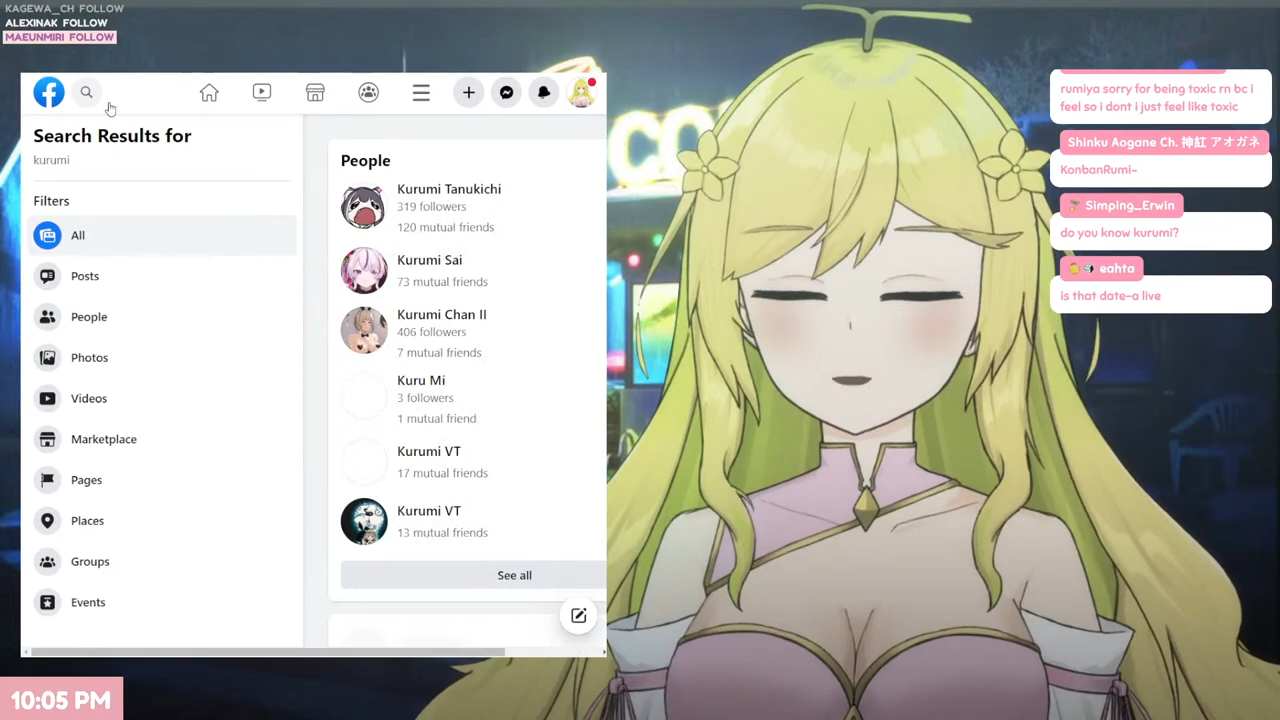 KAGEWA_CH FOLLOW
ALEXINAK FOLLOW
MAEUNMIRI FOLLOW
Search Results for
kurumi
Filters
All
Posts
People
Photos
Videos
Marketplace
Pages
Places
Groups
Events
People
Kurumi Tanukichi
319 followers
120 mutual friends
Kurumi Sai
73 mutual friends
Kurumi Chan II
406 followers
7 mutual friends
Kuru Mi
3 followers
1 mutual friend
Kurumi VT
17 mutual friends
Kurumi VT
13 mutual friends
See all
CO
rumiya sorry for being toxic rn bc i
feel so i dont i just feel like toxic
Shinku Aogane Ch. 神紅 アオガネ
KonbanRumi~
Simping_Erwin
do you know kurumi?
eahta
is that date-a live
10:05 PM